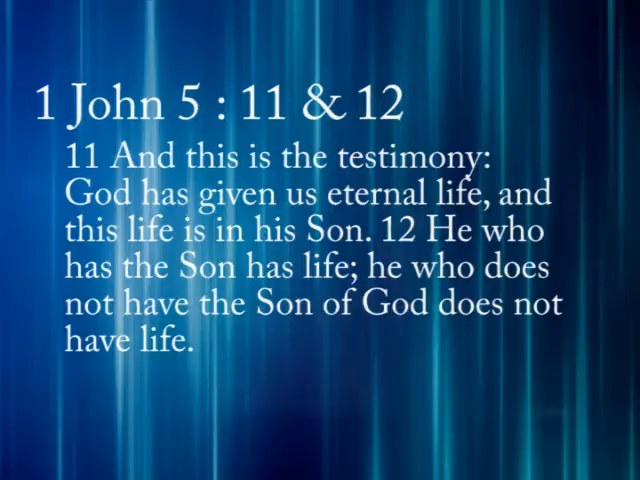 1 John 5 : 11 & 12
11 And this is the testimony:
God has given us eternal life, and
this life is in his Son. 12 He who
has the Son has life; he who does
not have the Son of God does not
have life.